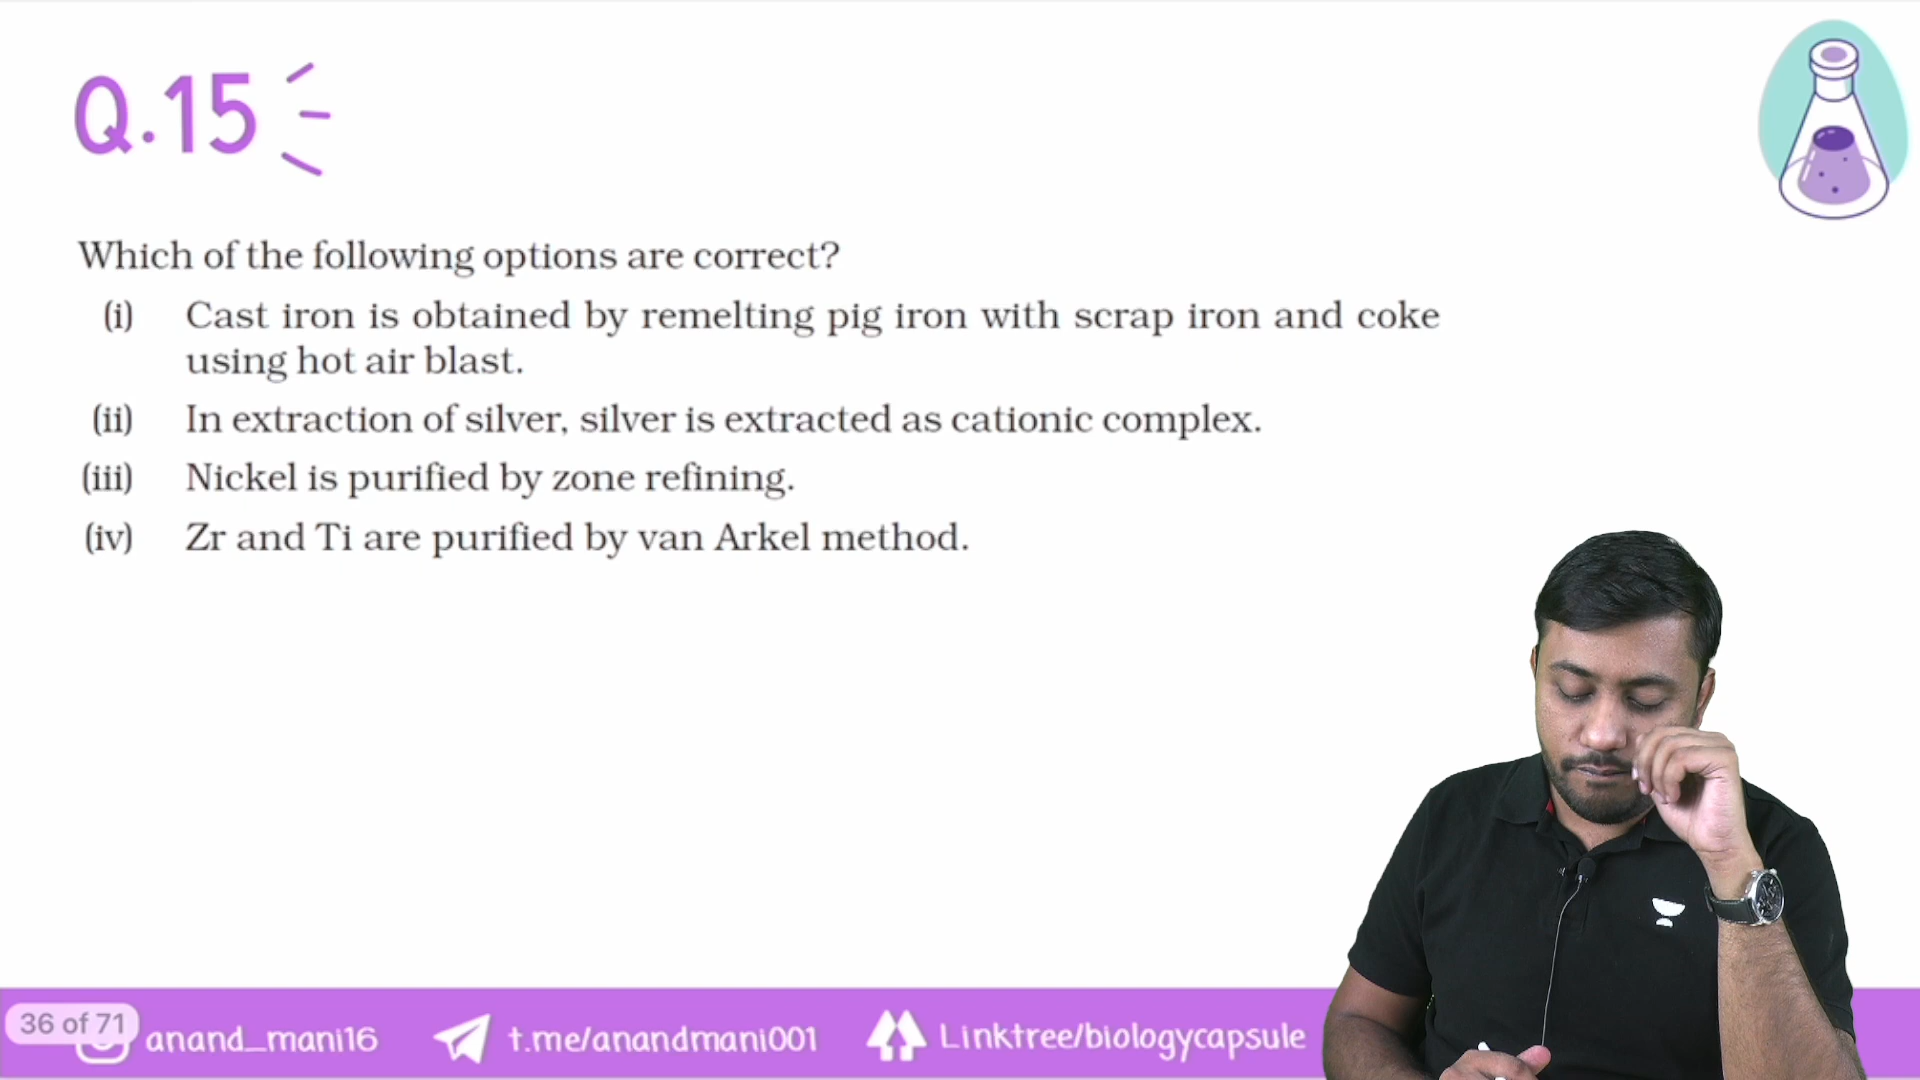 Q.15
Which of the following options are correct?
(i) Cast iron is obtained by remelting pig iron with scrap iron and coke
using hot air blast.
(ii) In extraction of silver, silver is extracted as cationic complex.
(iii) Nickel is purified by zone refining.
(iv) Zr and Ti are purified by van Arkel method.
36 of 71
anand_mani16 t.me/anandmani001 Linktree/biologycapsule